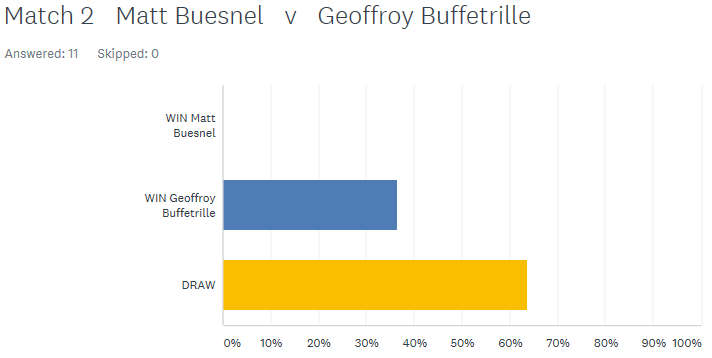 Match 2 Matt Buesnel v Geoffroy Buffetrille
Answered: 11 Skipped: 0
WIN Matt
Buesnel
WIN Geoffroy
Buffetrille
DRAW
0% 10% 20% 30% 40% 50% 60% 70% 80% 90% 100%